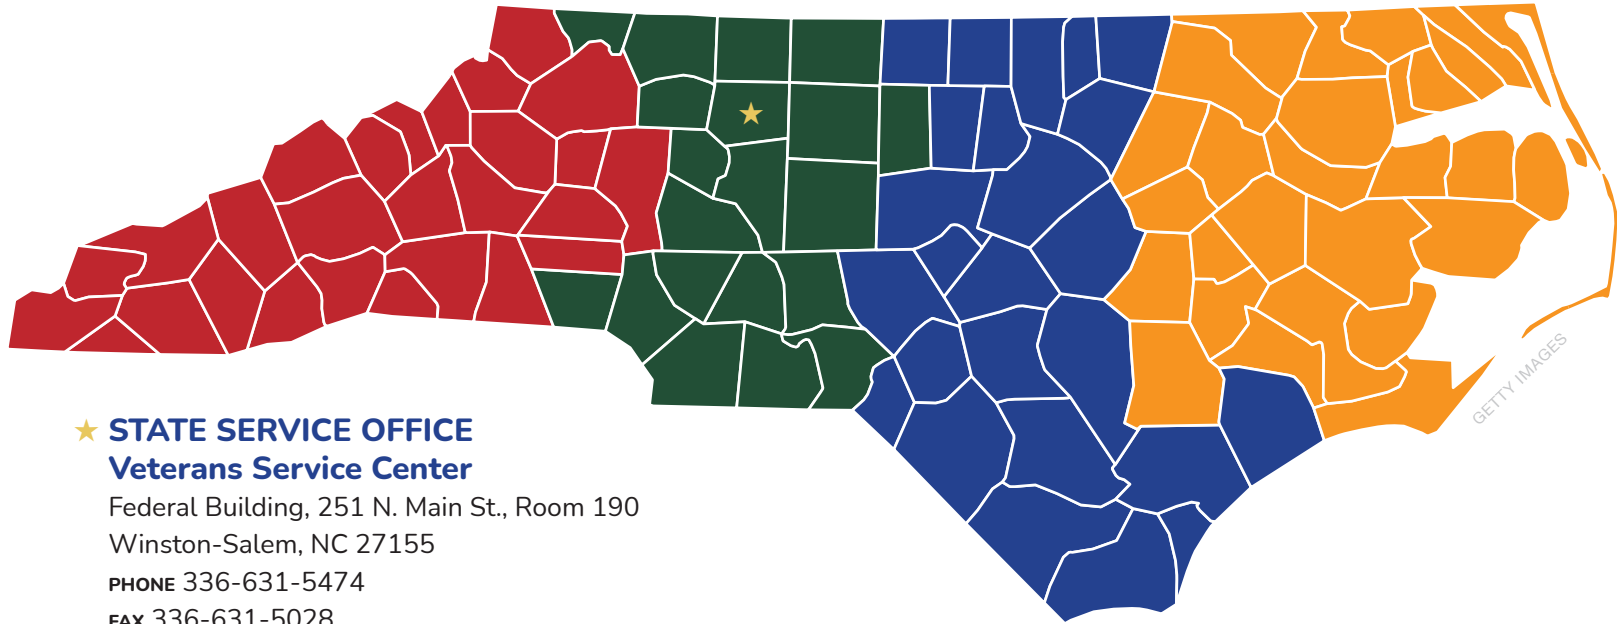 STATE SERVICE OFFICE
Veterans Service Center
Federal Building, 251 N. Main St., Room 190
Winston-Salem, NC 27155
PHONE 336-631-5474
FAX 336-631-5028
GETTY IMAGES